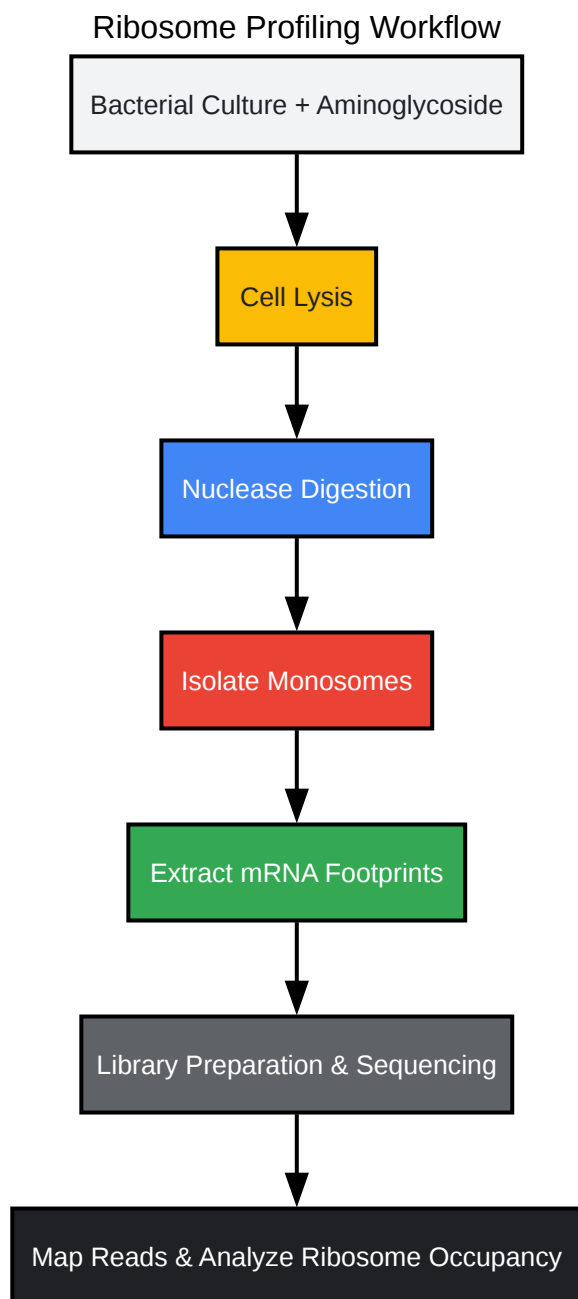 Ribosome Profiling Workflow
Bacterial Culture + Aminoglycoside
Cell Lysis
Nuclease Digestion
Isolate Monosomes
Extract mRNA Footprints
Library Preparation & Sequencing
Map Reads & Analyze Ribosome Occupancy